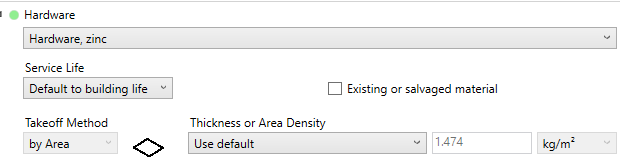 Hardware
Hardware, zinc
Service Life
Default to building life
Existing or salvaged material
Takeoff Method
Thickness or Area Density
by Area
Use default
1.474
kg/m²